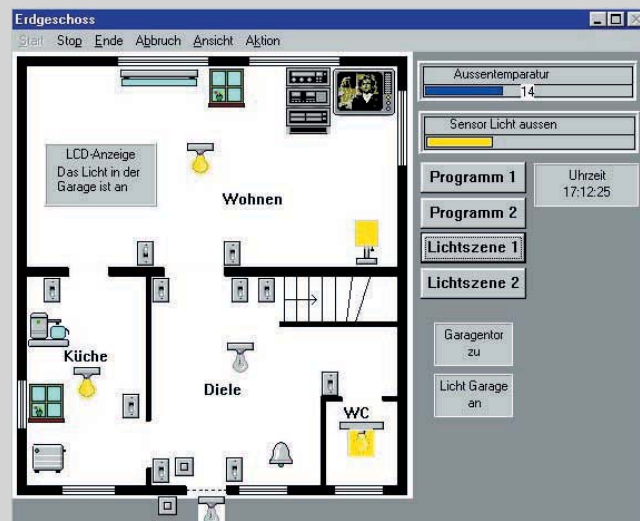 Erdgeschoss
Start Stop Ende Abbruch Ansicht Aktion
Aussentemparatur
14
Sensor Licht aussen
LCD-Anzeige
Das Licht in der
Garage ist an
Wohnen
Programm 1
Uhrzeit
17:12:25
Programm 2
Lichtszene 1
Lichtszene 2
Garagentor
zu
Küche
Diele
Licht Garage
an
WC